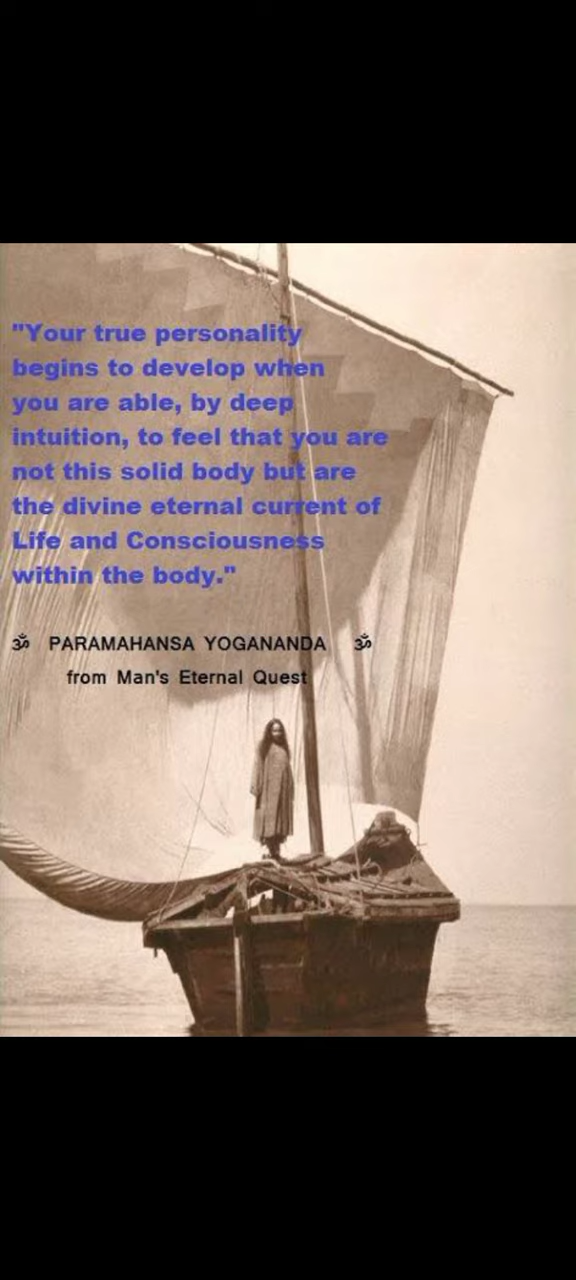 "Your true personality
begins to develop when
you are able, by deep
intuition, to feel that you are
not this solid body but are
the divine eternal current of
Life and Consciousness
within the body."
ॐ PARAMAHANSA YOGANANDA ॐ
from Man's Eternal Quest